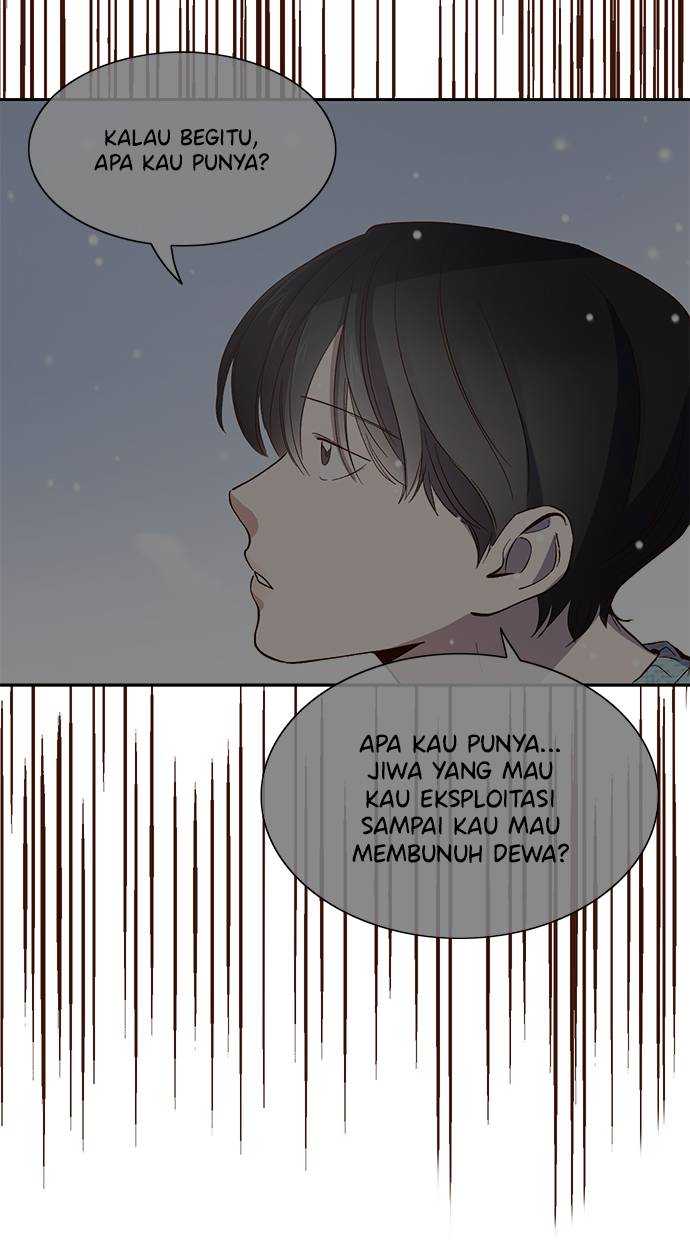 KALAU BEGITU,
APA KAU PUNYA?
APA KAU PUNYA...
JIWA YANG MAU
KAU EKSPLOITASI
SAMPAI KAU MAU
MEMBUNUH DEWA?